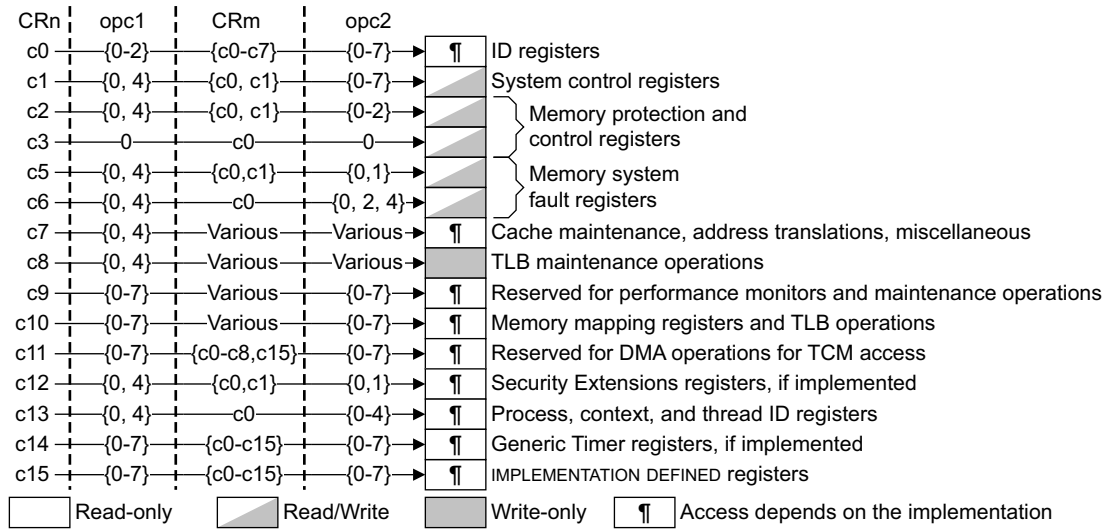 CRn opc1 CRm opc2
c0 {0-2} {c0-c7} {0-7} ¶ ID registers
c1 {0, 4} {c0, c1} {0-7} System control registers
c2 {0, 4} {c0, c1} {0-2} Memory protection and
c3 0 c0 0 control registers
c5 {0, 4} {c0,c1} {0,1} Memory system
c6 {0, 4} c0 {0, 2, 4} fault registers
c7 {0, 4} Various Various ¶ Cache maintenance, address translations, miscellaneous
c8 {0, 4} Various Various TLB maintenance operations
c9 {0-7} Various {0-7} ¶ Reserved for performance monitors and maintenance operations
c10 {0-7} Various {0-7} ¶ Memory mapping registers and TLB operations
c11 {0-7} {c0-c8,c15} {0-7} ¶ Reserved for DMA operations for TCM access
c12 {0, 4} {c0,c1} {0,1} ¶ Security Extensions registers, if implemented
c13 {0, 4} c0 {0-4} ¶ Process, context, and thread ID registers
c14 {0-7} {c0-c15} {0-7} ¶ Generic Timer registers, if implemented
c15 {0-7} {c0-c15} {0-7} ¶ IMPLEMENTATION DEFINED registers
Read-only Read/Write Write-only ¶ Access depends on the implementation